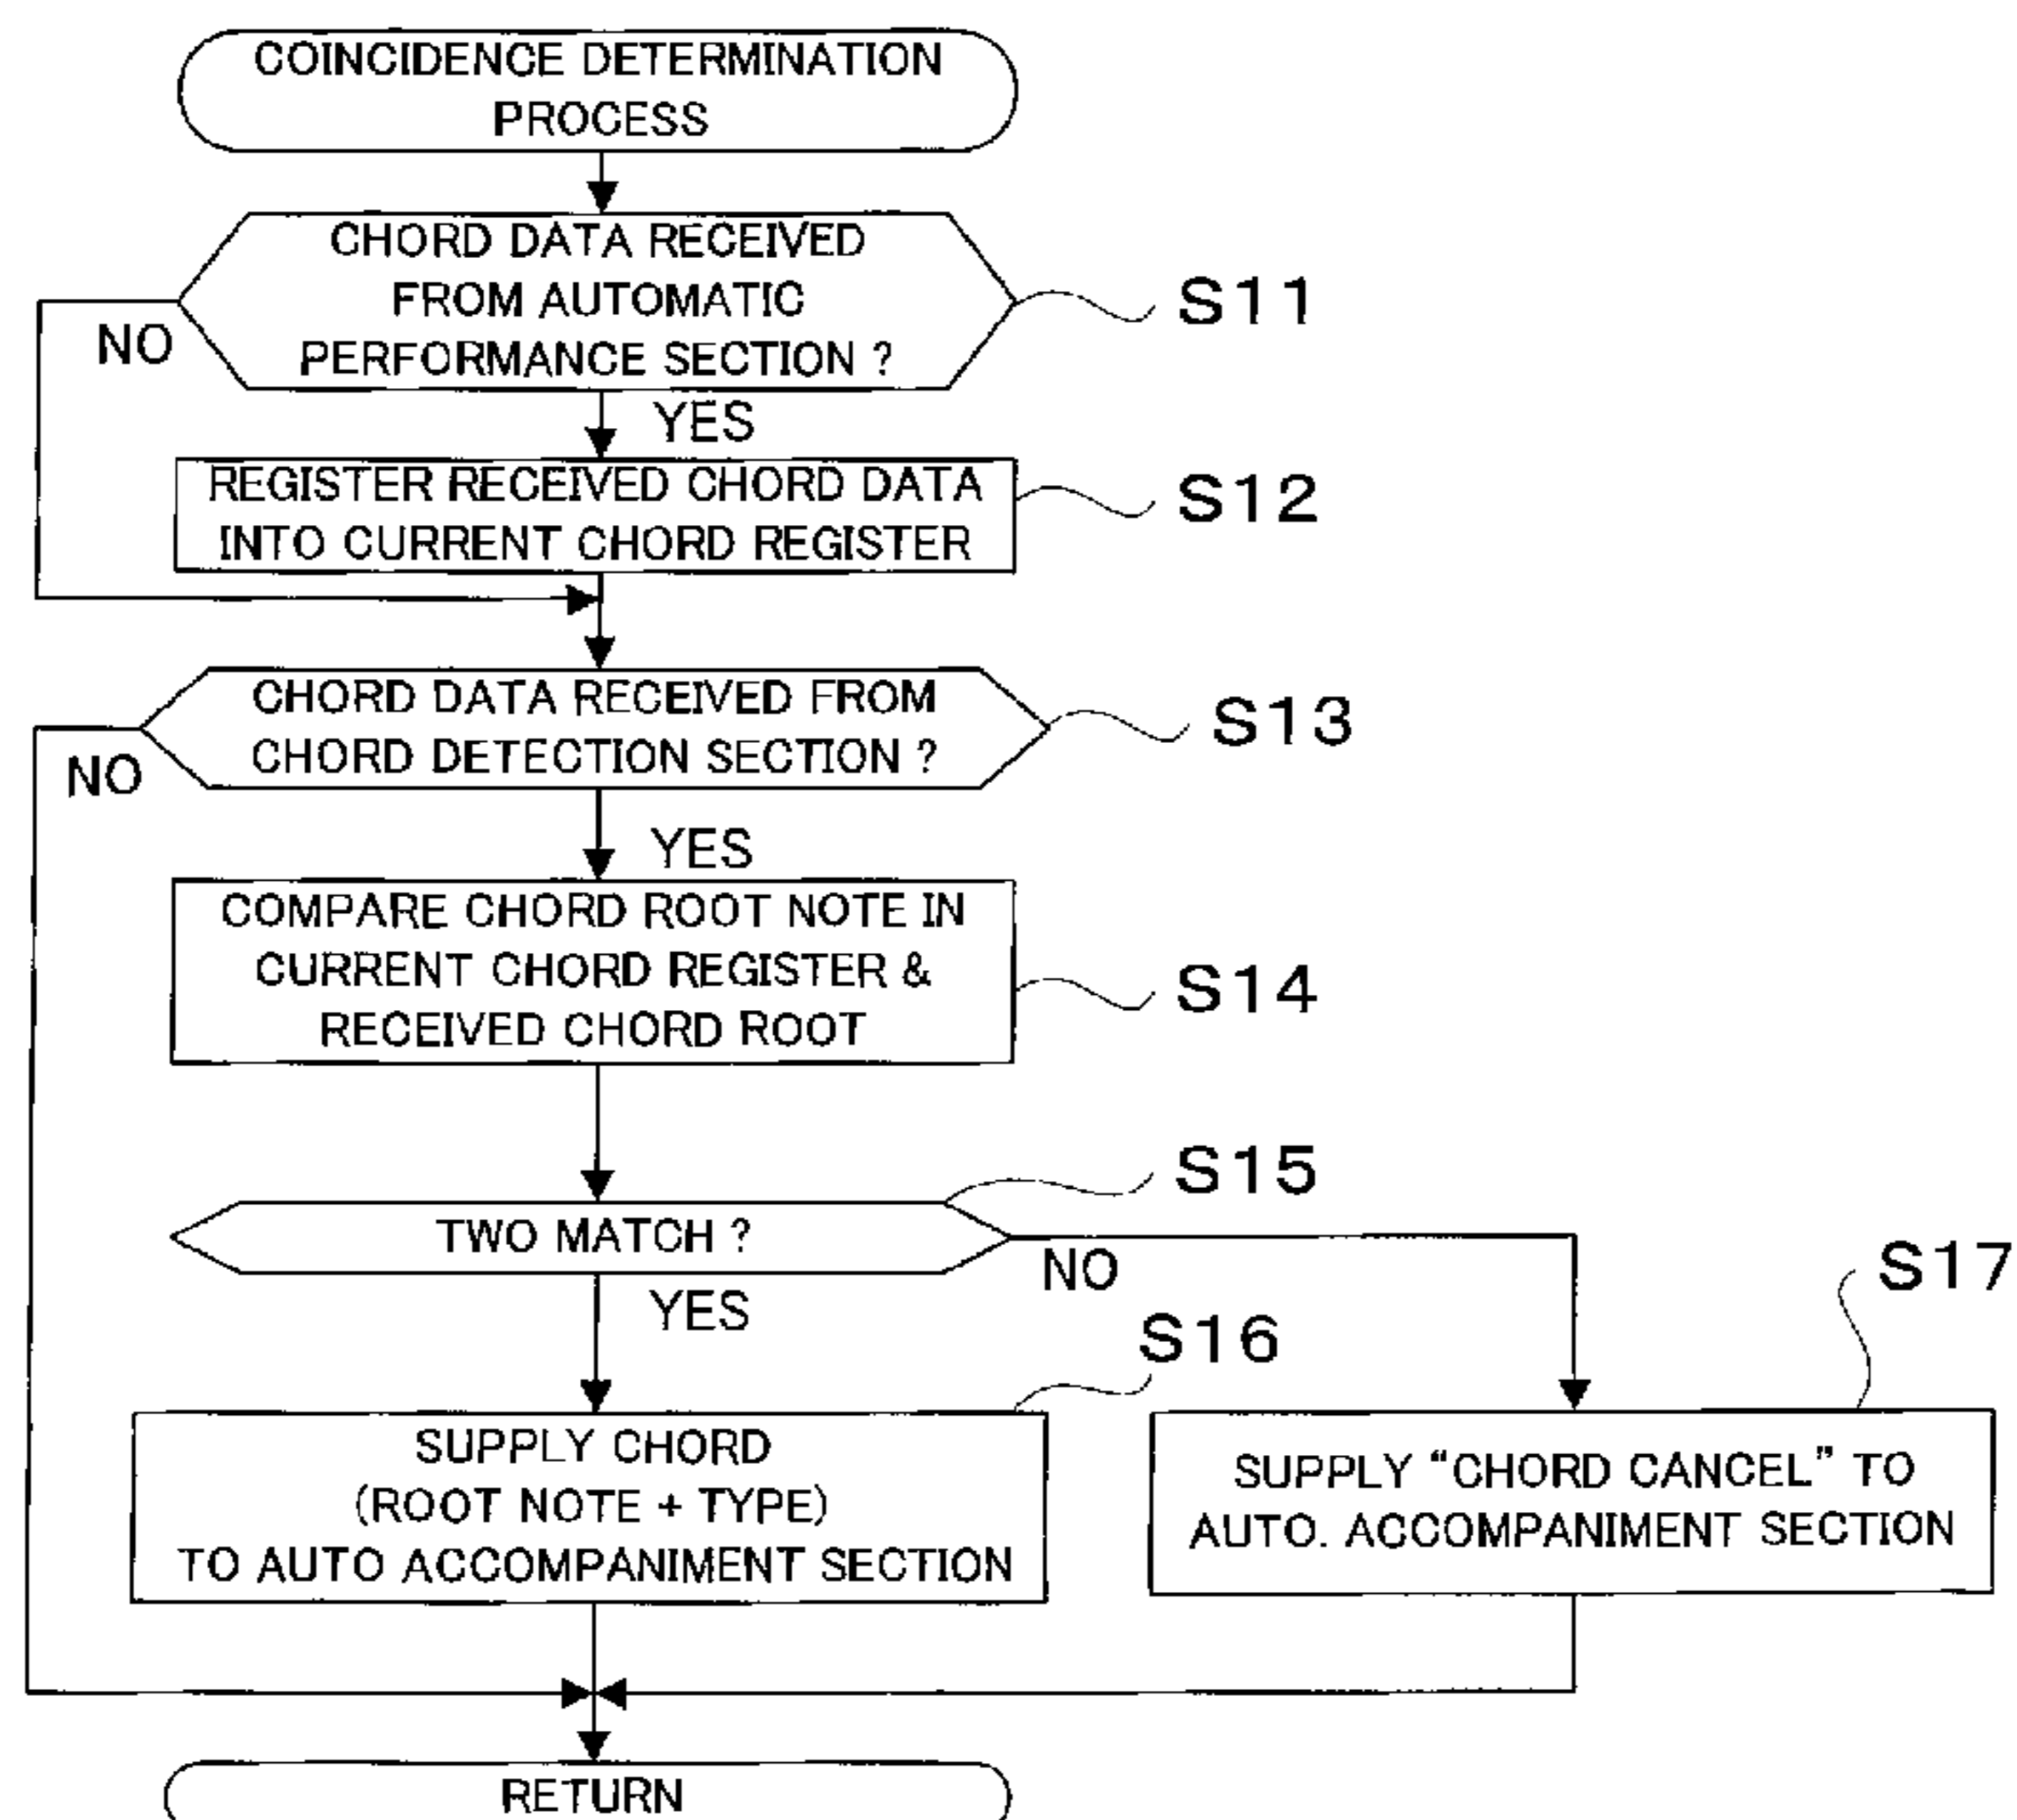 COINCIDENCE DETERMINATION
PROCESS
CHORD DATA RECEIVED
FROM AUTOMATIC
PERFORMANCE SECTION ?
S11
NO
YES
REGISTER RECEIVED CHORD DATA
INTO CURRENT CHORD REGISTER
S12
CHORD DATA RECEIVED FROM
CHORD DETECTION SECTION ?
S13
NO
YES
COMPARE CHORD ROOT NOTE IN
CURRENT CHORD REGISTER &
RECEIVED CHORD ROOT
S14
S15
TWO MATCH ?
NO
YES
S16
S17
SUPPLY CHORD
(ROOT NOTE + TYPE)
TO AUTO ACCOMPANIMENT SECTION
SUPPLY “CHORD CANCEL” TO
AUTO. ACCOMPANIMENT SECTION
RETURN